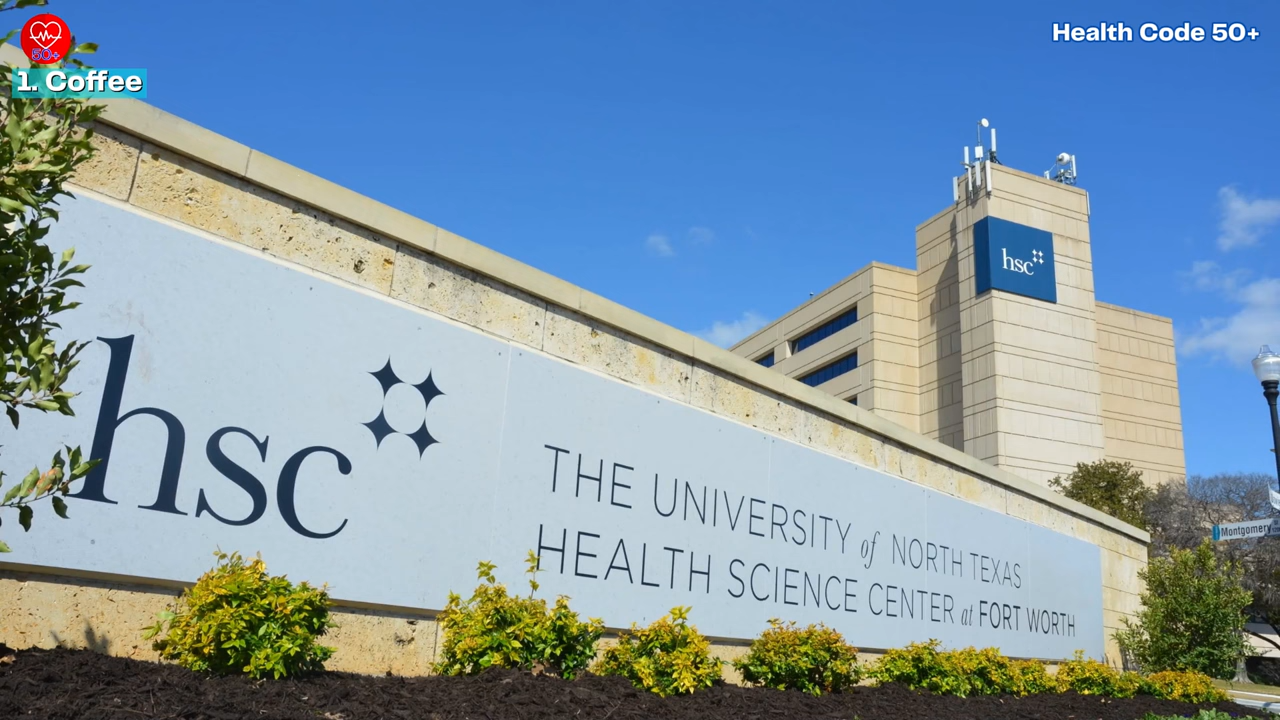 50+
1. Coffee
Health Code 50+
hsc
hsc
THE UNIVERSITY of NORTH TEXAS
HEALTH SCIENCE CENTER at FORT WORTH
Montgomery